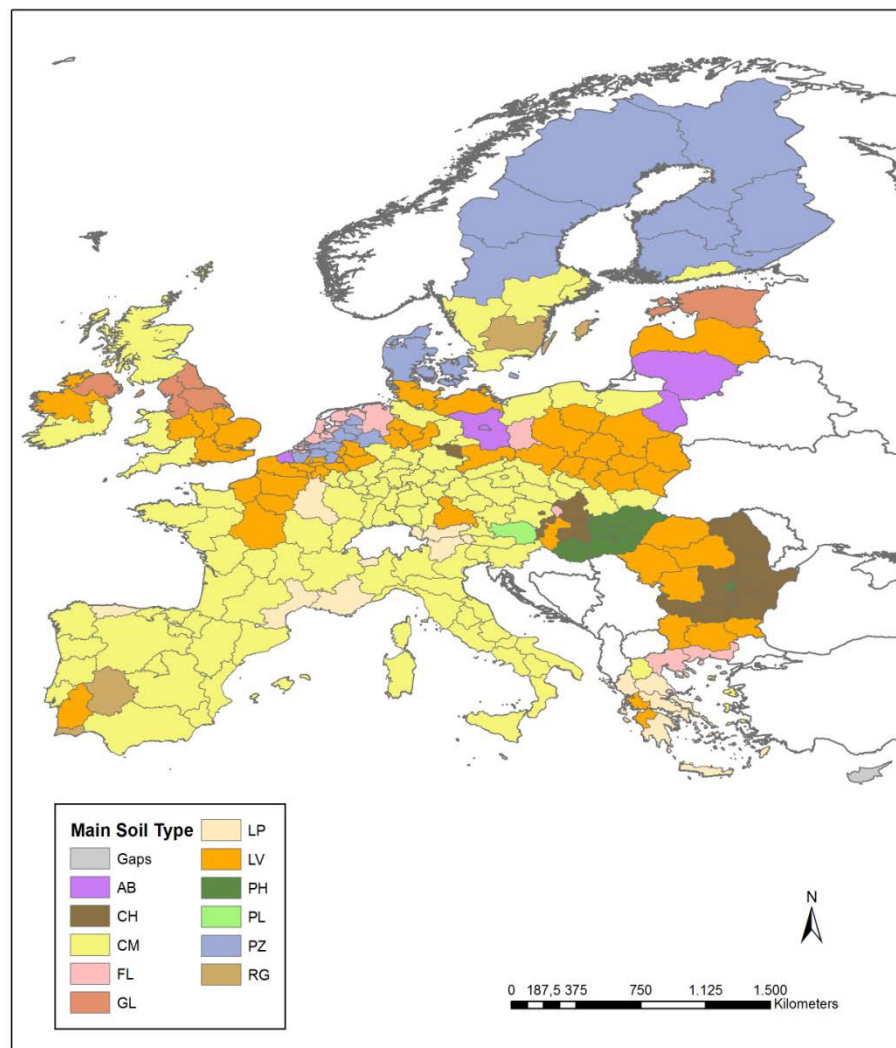 Main Soil Type
Gaps
AB
CH
CM
FL
GL
LP
LV
PH
PL
PZ
RG
N
0 187,5 375 750 1.125 1.500
Kilometers